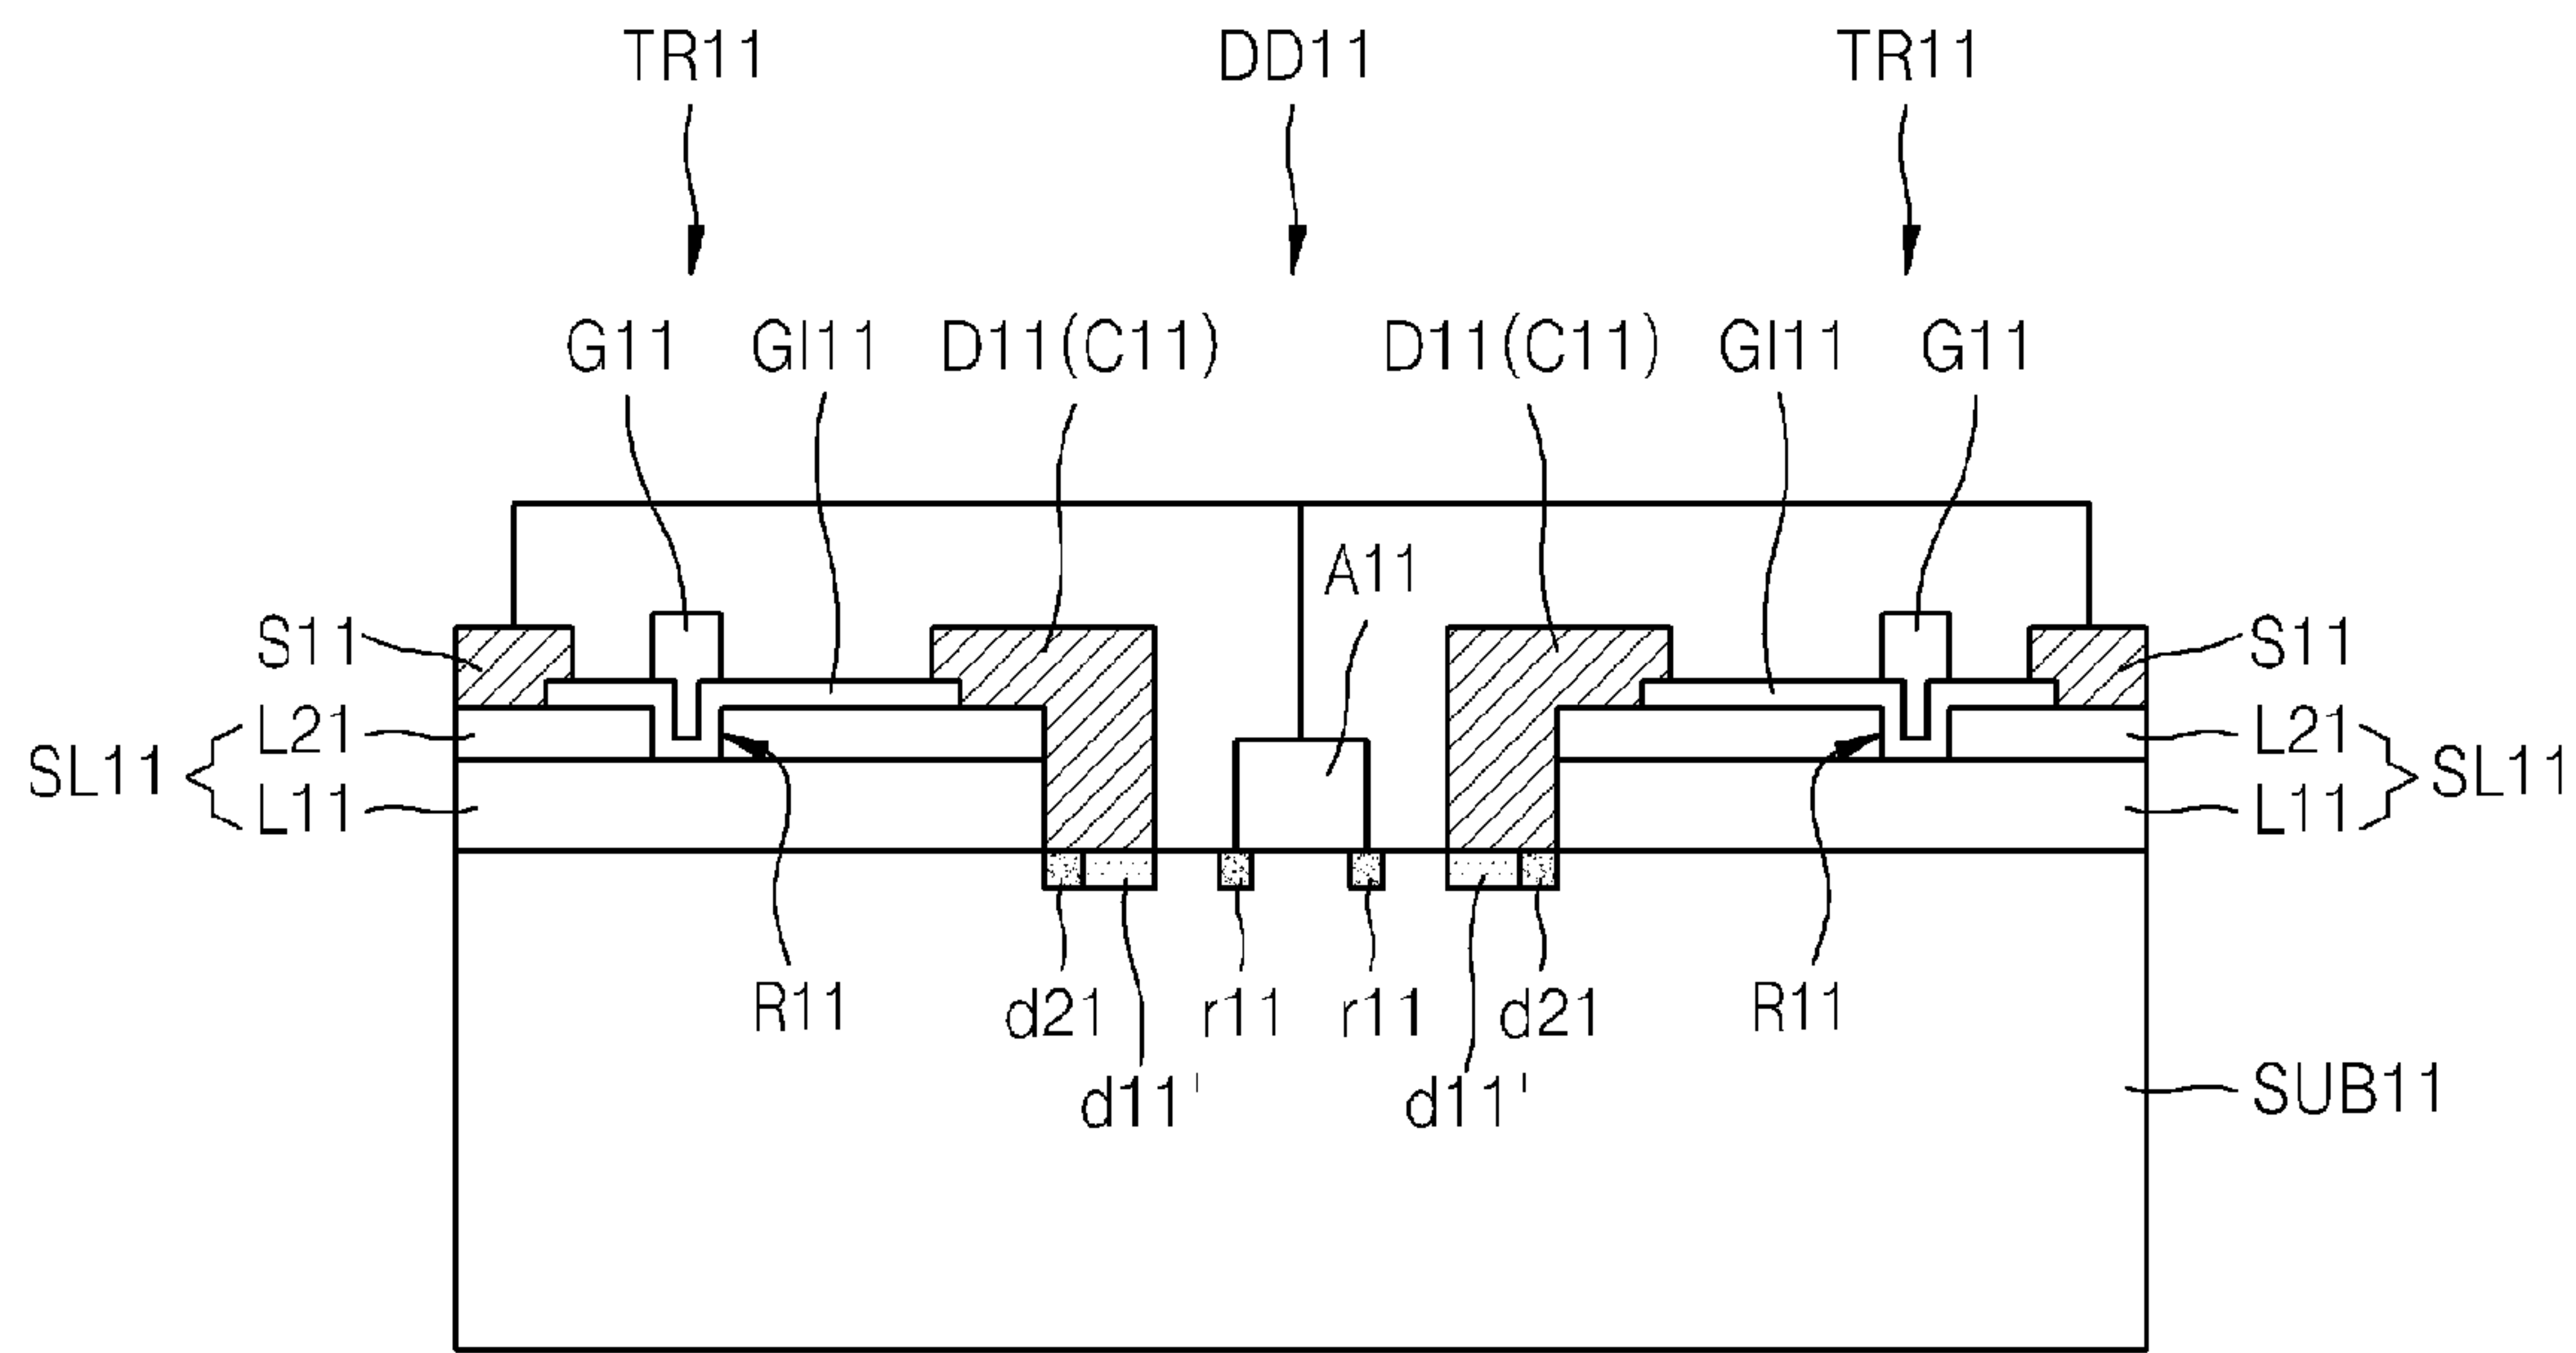 TR11 DD11 TR11
G11 GI11 D11(C11) D11(C11) GI11 G11
A11
S11 S11
L21 L21
SL11 SL11
L11 L11
R11 d21 r11 r11 d21 R11
d11' d11'
SUB11